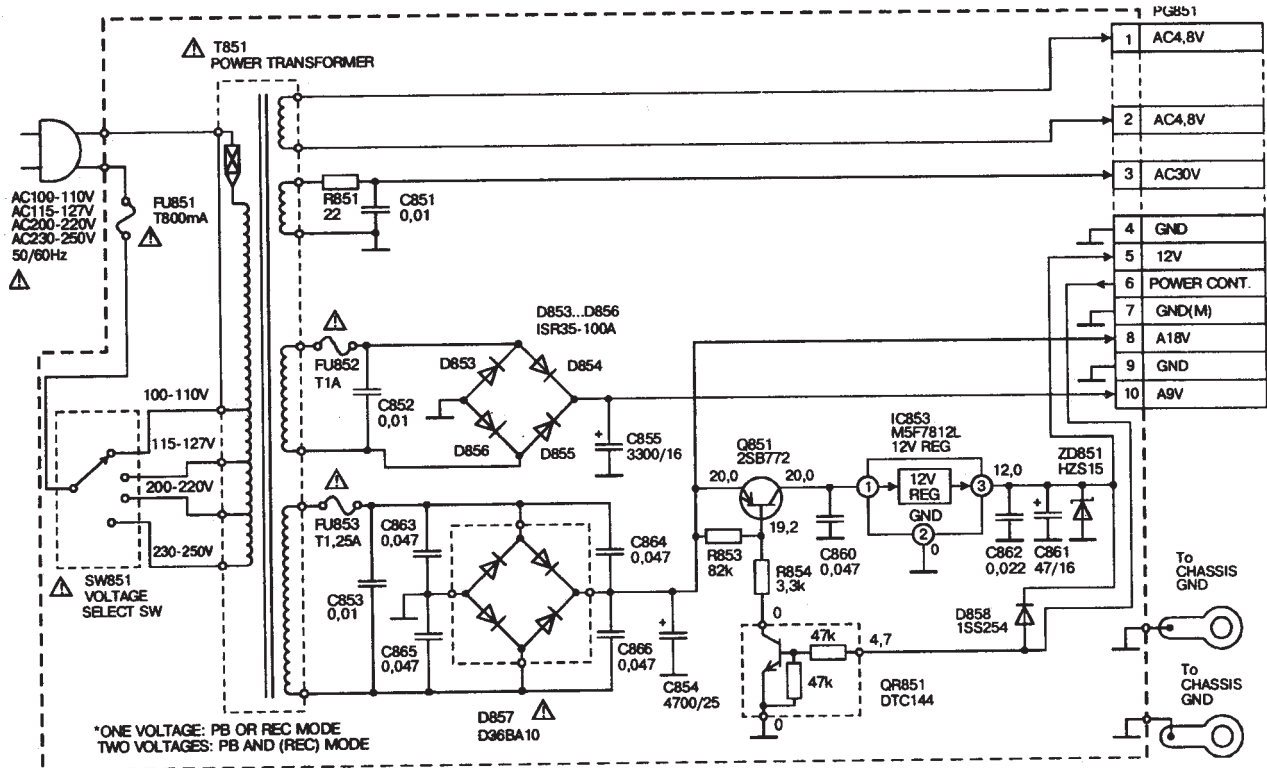 PG851
T851
POWER TRANSFORMER
1 AC4,8V
2 AC4,8V
3 AC30V
4 GND
5 12V
6 POWER CONT.
7 GND(M)
8 A18V
9 GND
10 A9V
AC100-110V
AC115-127V
AC200-220V
AC230-250V
50/60Hz
FU851
T800mA
R851
22
C851
0,01
D853...D856
ISR35-100A
FU852
T1A
C852
0,01
D853
D854
D856
D855
C855
3300/16
100-110V
115-127V
200-220V
230-250V
SW851
VOLTAGE
SELECT SW
FU853
T1,25A
C863
0,047
C853
0,01
C865
0,047
C864
0,047
C866
0,047
C854
4700/25
D857
D36BA10
Q851
2SB772
20,0
20,0
19,2
R853
82k
R854
3,3k
0
C860
0,047
IC853
M5F7812L
12V REG
1
12V
REG
3
GND
2
0
12,0
ZD851
HZS15
C862
0,022
C861
47/16
D858
1SS254
47k
47k
4,7
QR851
DTC144
0
To
CHASSIS
GND
To
CHASSIS
GND
*ONE VOLTAGE: PB OR REC MODE
TWO VOLTAGES: PB AND (REC) MODE